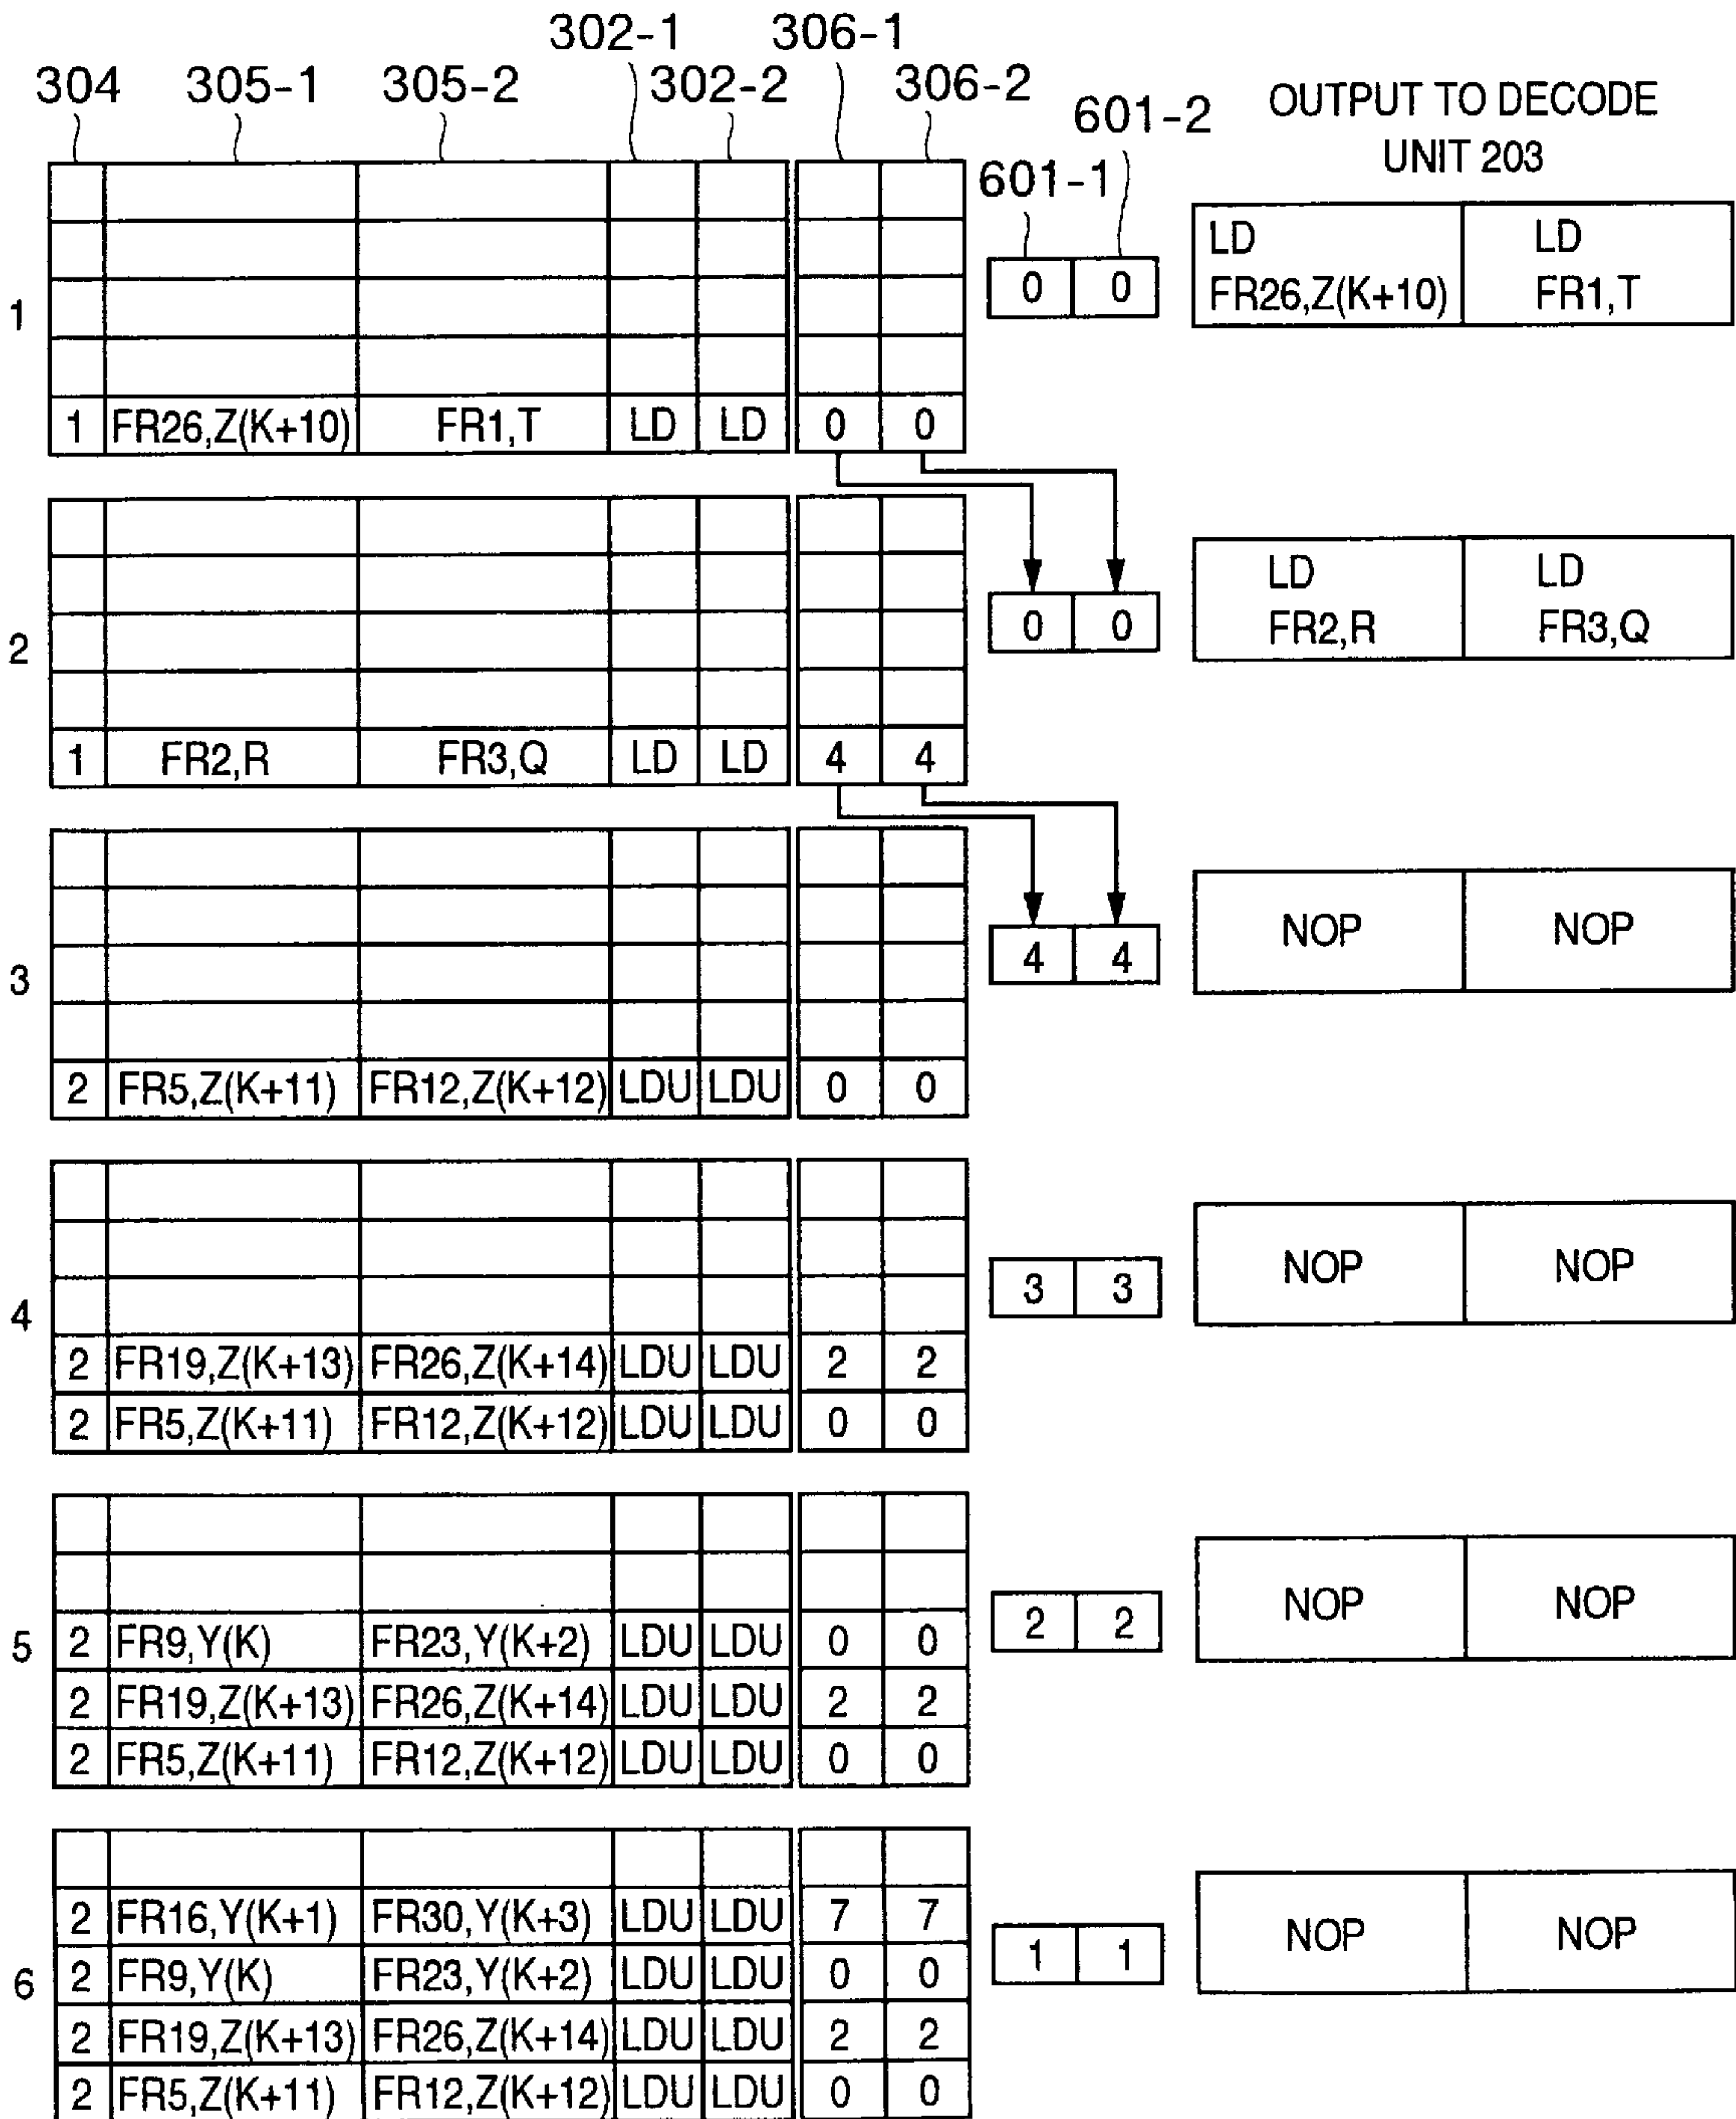 302-1 306-1
304 305-1 305-2 302-2 306-2
601-2 OUTPUT TO DECODE
UNIT 203
601-1
1
0 0
LD LD
FR26,Z(K+10) FR1,T
1 FR26,Z(K+10) FR1,T LD LD 0 0
2
0 0
LD LD
FR2,R FR3,Q
1 FR2,R FR3,Q LD LD 4 4
3
4 4
NOP NOP
2 FR5,Z(K+11) FR12,Z(K+12) LDU LDU 0 0
4
3 3
NOP NOP
2 FR19,Z(K+13) FR26,Z(K+14) LDU LDU 2 2
2 FR5,Z(K+11) FR12,Z(K+12) LDU LDU 0 0
5
2 2
NOP NOP
2 FR9,Y(K) FR23,Y(K+2) LDU LDU 0 0
2 FR19,Z(K+13) FR26,Z(K+14) LDU LDU 2 2
2 FR5,Z(K+11) FR12,Z(K+12) LDU LDU 0 0
6
1 1
NOP NOP
2 FR16,Y(K+1) FR30,Y(K+3) LDU LDU 7 7
2 FR9,Y(K) FR23,Y(K+2) LDU LDU 0 0
2 FR19,Z(K+13) FR26,Z(K+14) LDU LDU 2 2
2 FR5,Z(K+11) FR12,Z(K+12) LDU LDU 0 0